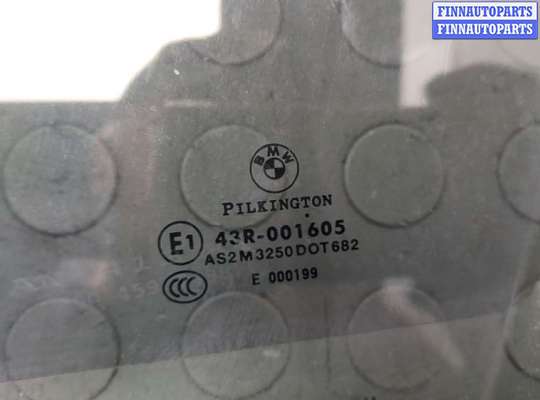 FINNAUTOPARTS
FINNAUTOPARTS
BMW
PILKINGTON
E1 43R-001605
AS2M3250DOT682
CCC E 000199